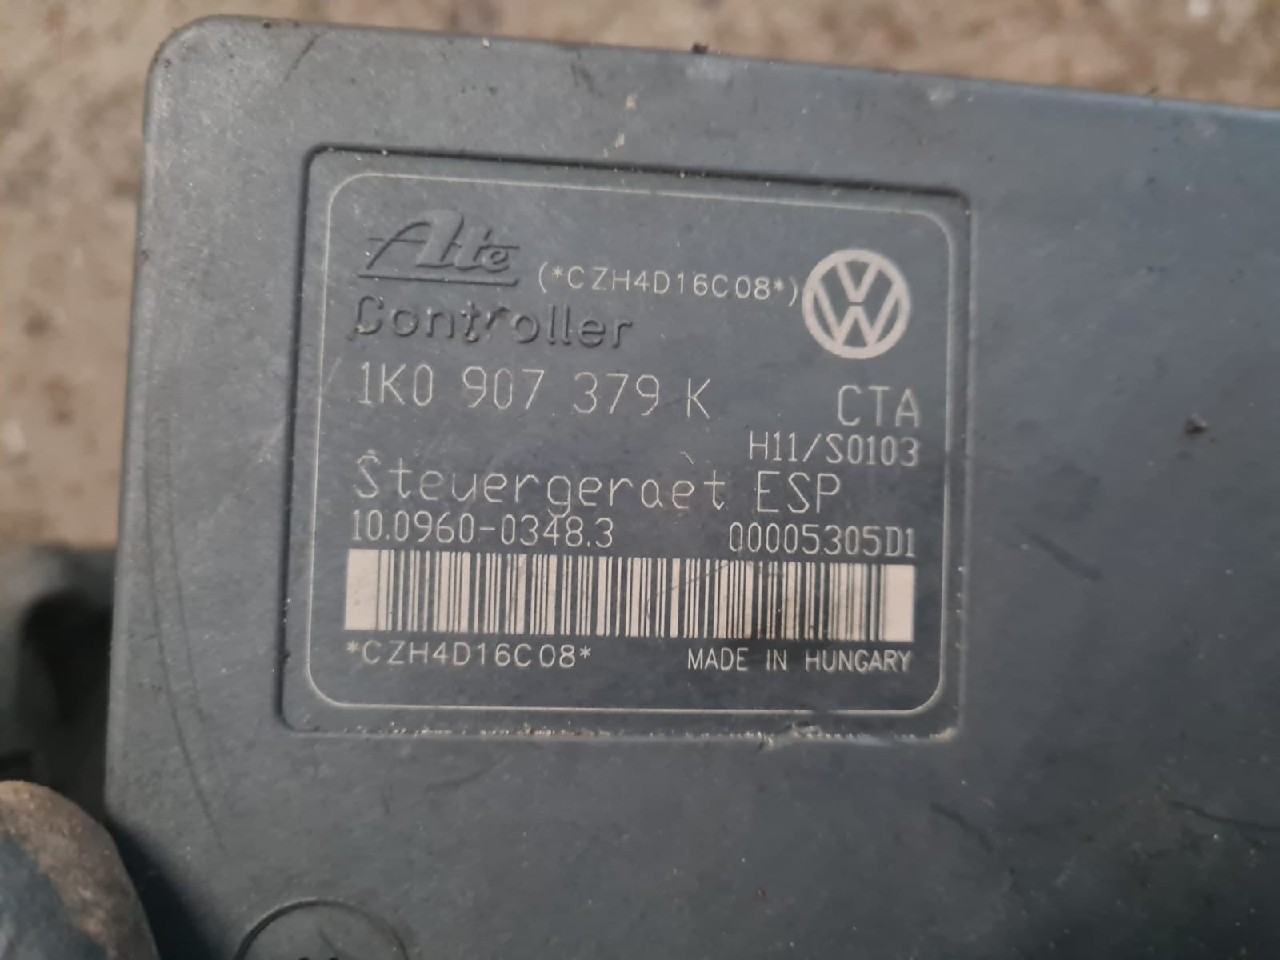 Ate
(*CZH4D16C08*)
Controller
1K0 907 379 K CTA
H11/S0103
Steuergeraet ESP
10.0960-0348.3 00005305D1
*CZH4D16C08* MADE IN HUNGARY